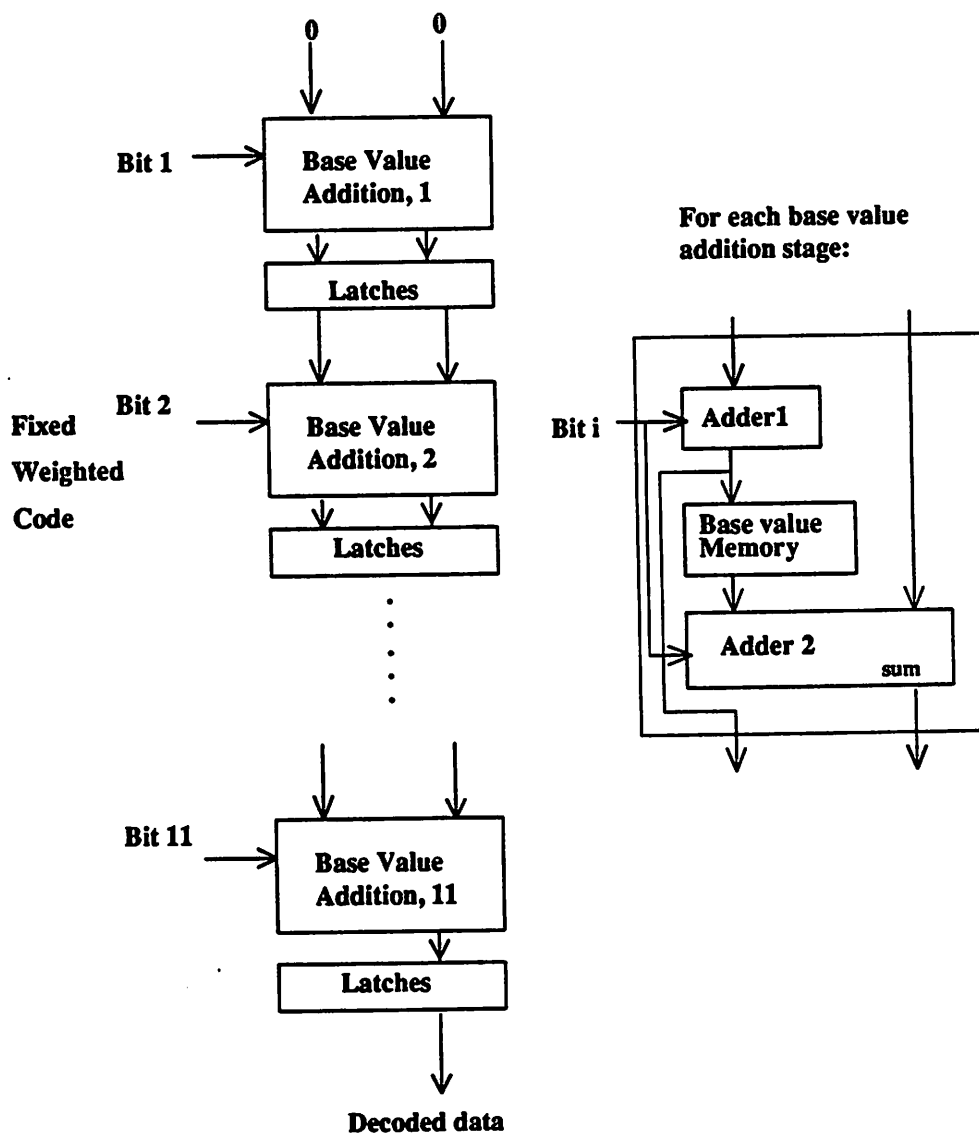 0 0
Bit 1
Base Value
Addition, 1
Latches
Fixed
Weighted
Code
Bit 2
Base Value
Addition, 2
Latches
Bit 11
Base Value
Addition, 11
Latches
Decoded data
For each base value
addition stage:
Bit i
Adder1
Base value
Memory
Adder 2
sum